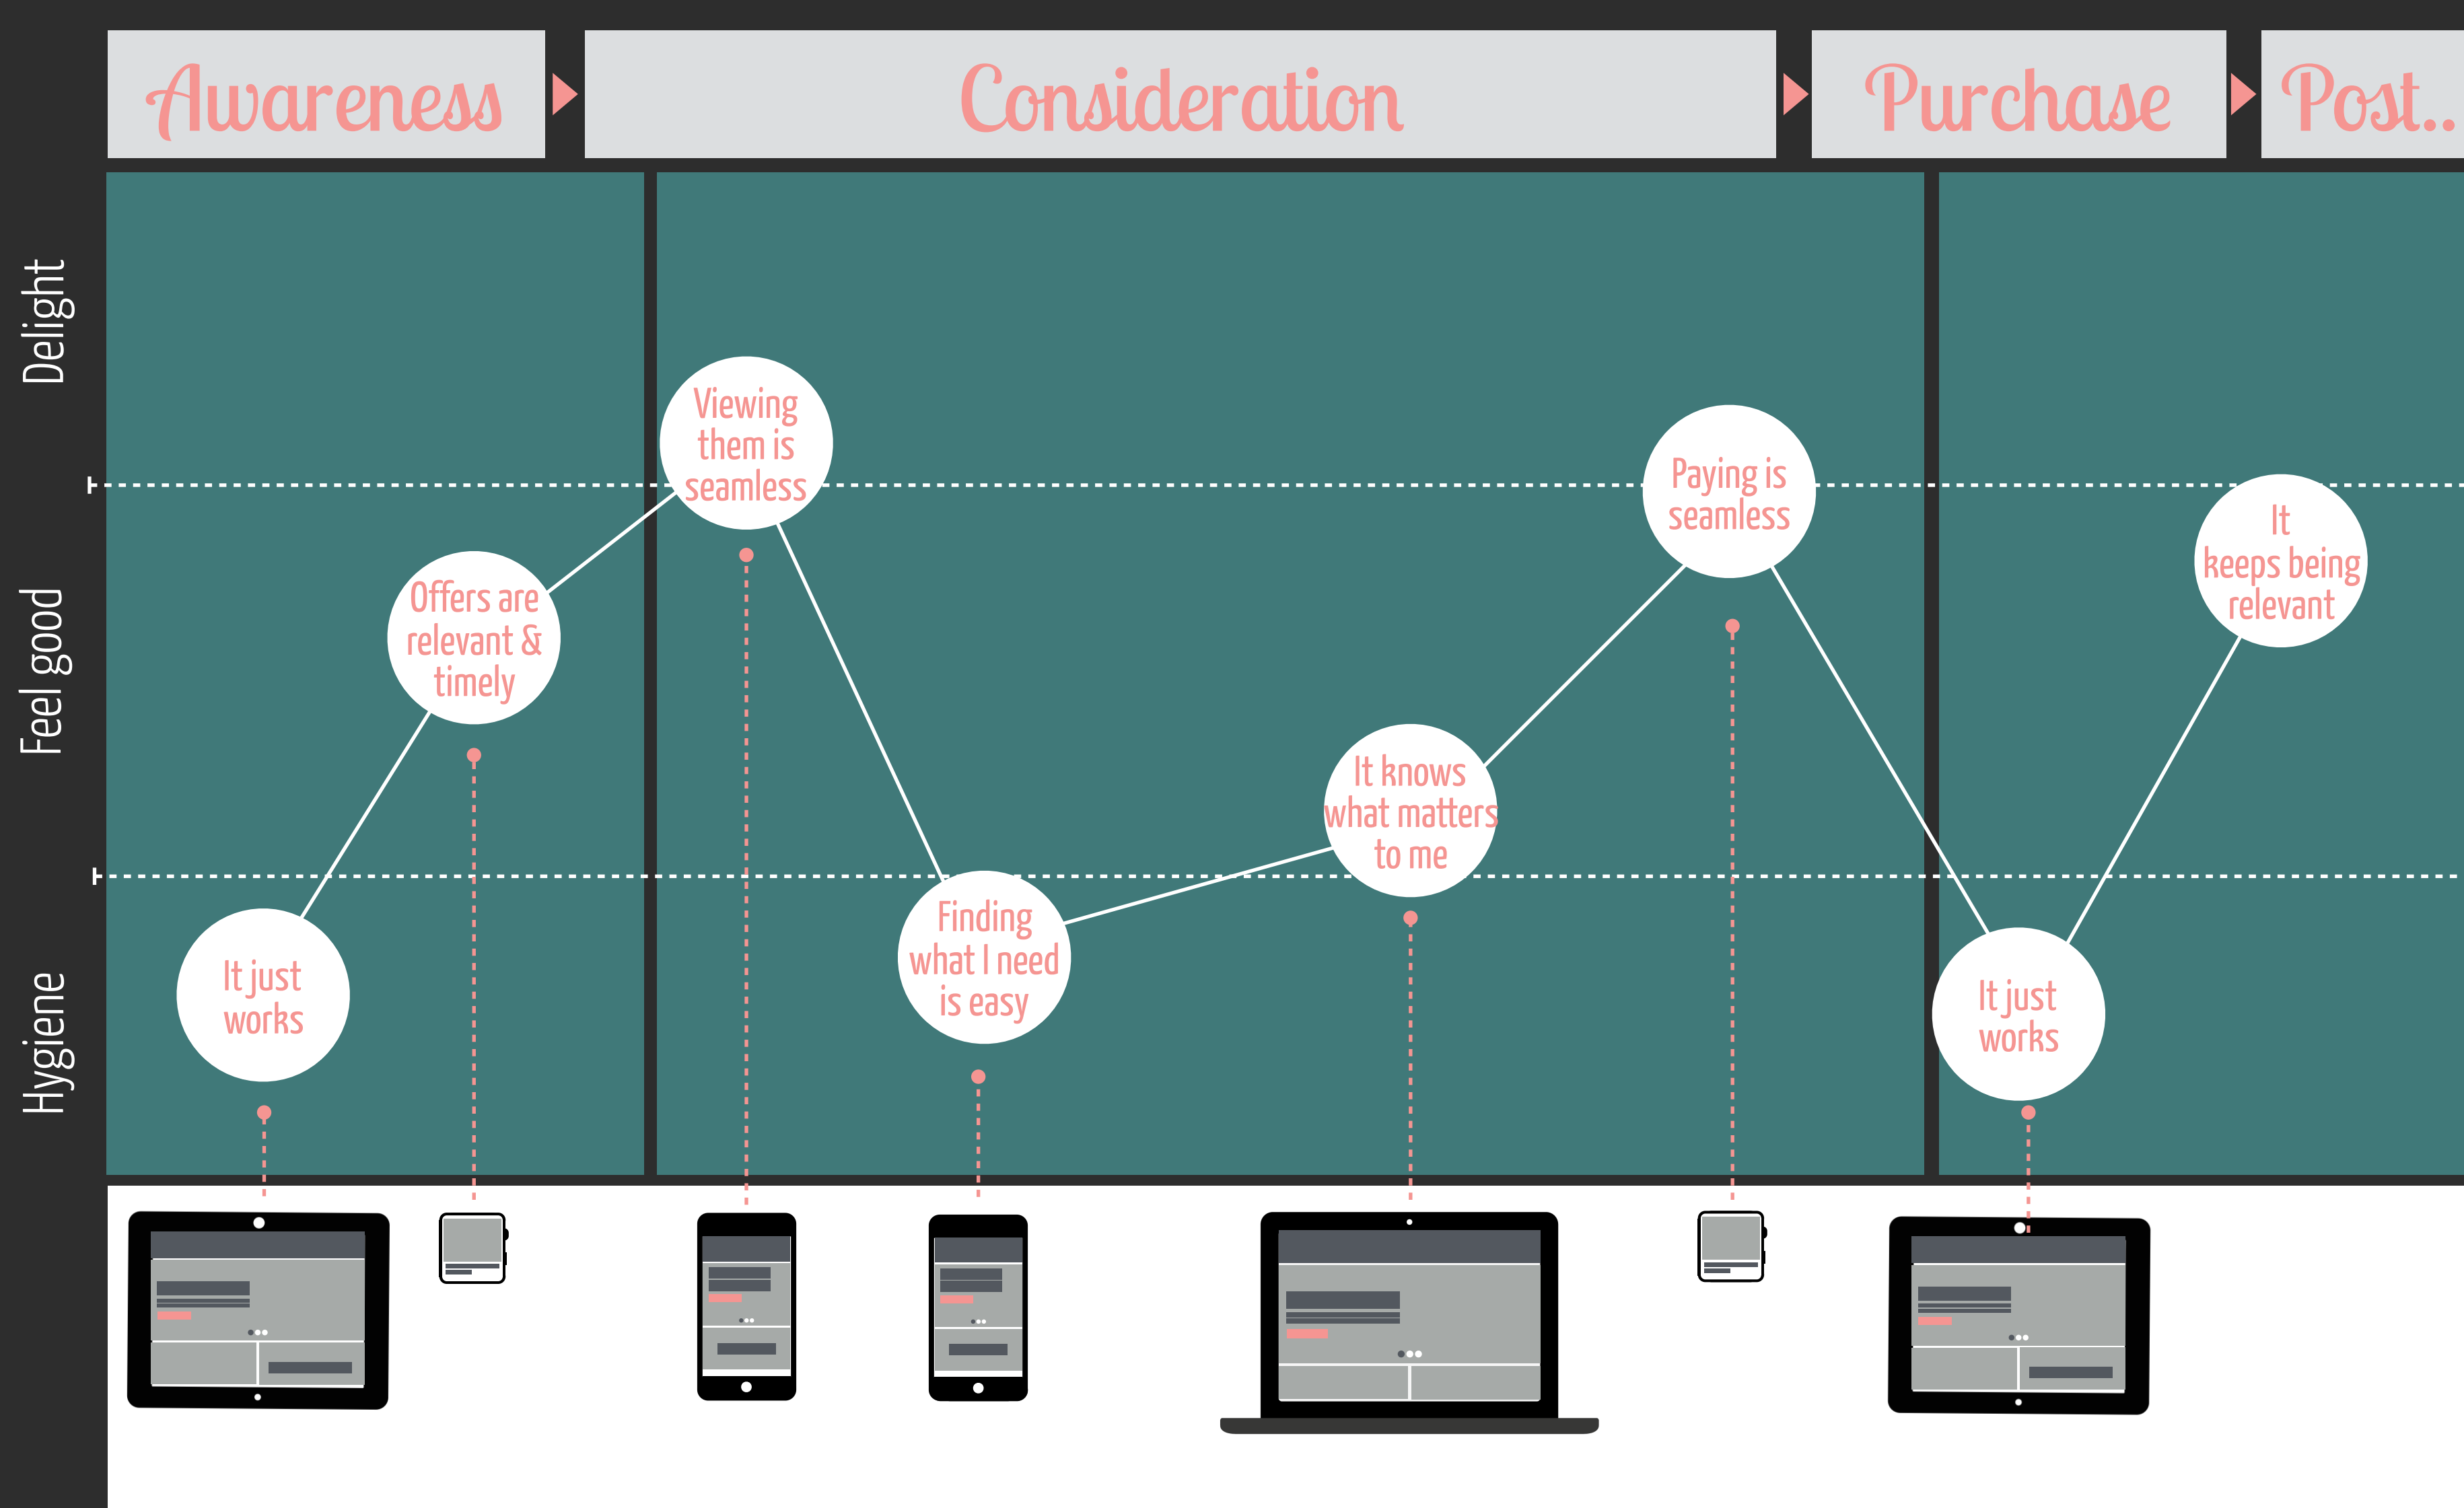 Awareness
Consideration
Purchase
Post..
Delight
Feel good
Hygiene
It just
works
Offers are
relevant &
timely
Viewing
them is
seamless
Finding
what I need
is easy
It knows
what matters
to me
Paying is
seamless
It just
works
It
keeps being
relevant